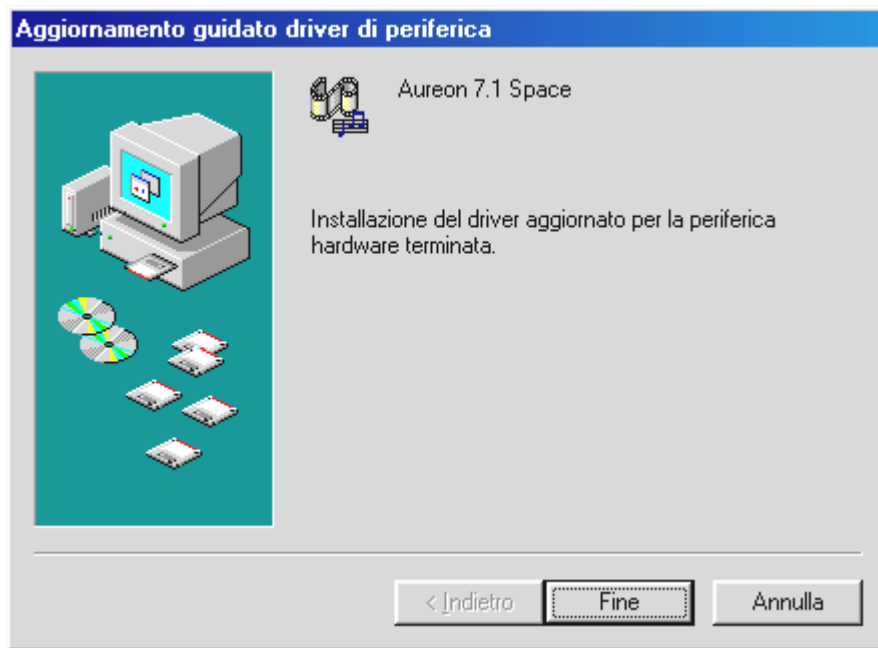 Aggiornamento guidato driver di periferica
Aureon 7.1 Space
Installazione del driver aggiornato per la periferica
hardware terminata.
< Indietro
Fine
Annulla